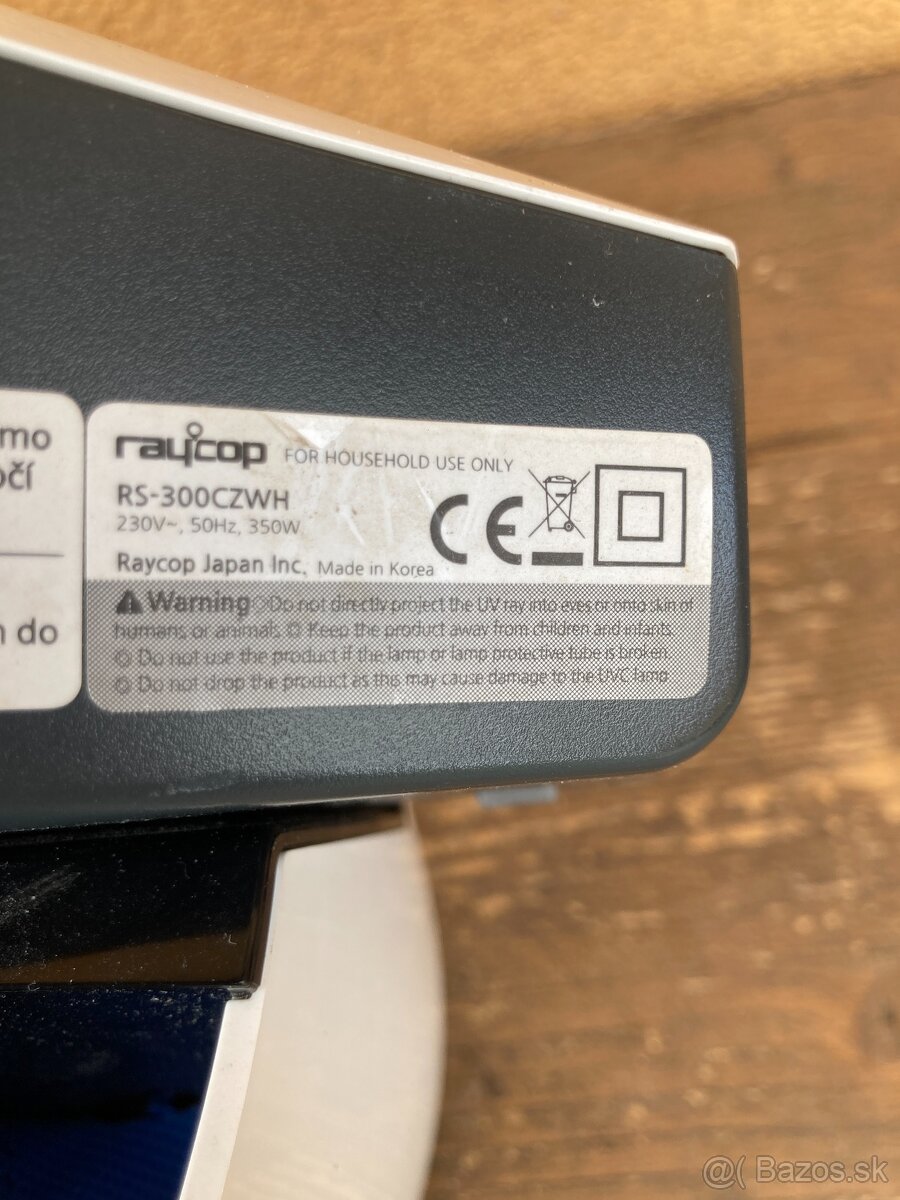 mo
očí
n do
raycop FOR HOUSEHOLD USE ONLY
RS-300CZWH
230V~, 50Hz, 350W
CE
Raycop Japan Inc. Made in Korea
Warning Do not directly project the UV ray into eyes or onto skin of
humans or animals Keep the product away from children and infants
Do not use the product if the lamp or lamp protective tube is broken
Do not drop the product as this may cause damage to the UVC lamp
@( Bazos.sk